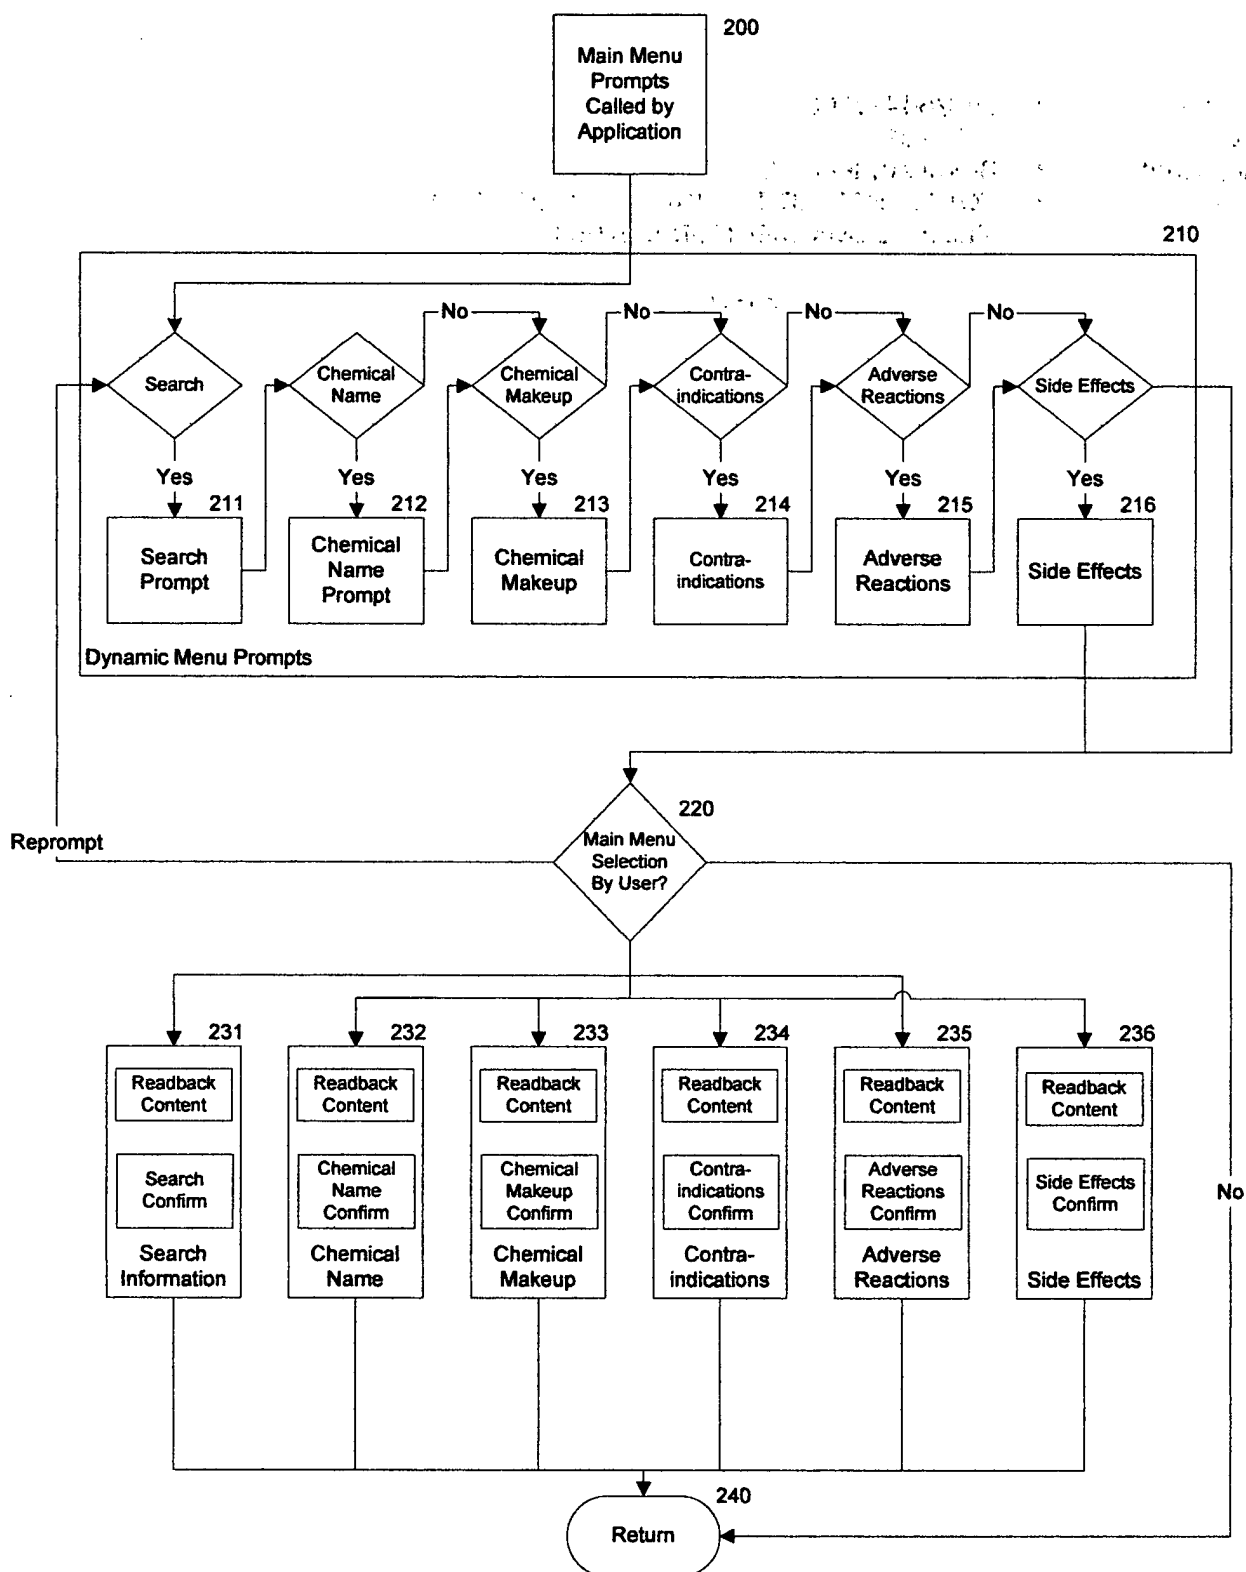 200
Main Menu
Prompts
Called by
Application
210
No
No
No
No
Search
Chemical
Name
Chemical
Makeup
Contra-
indications
Adverse
Reactions
Side Effects
Yes
Yes
Yes
Yes
Yes
Yes
211
212
213
214
215
216
Search
Prompt
Chemical
Name
Prompt
Chemical
Makeup
Contra-
indications
Adverse
Reactions
Side Effects
Dynamic Menu Prompts
220
Reprompt
Main Menu
Selection
By User?
231
232
233
234
235
236
Readback
Content
Readback
Content
Readback
Content
Readback
Content
Readback
Content
Readback
Content
Search
Confirm
Chemical
Name
Confirm
Chemical
Makeup
Confirm
Contra-
indications
Confirm
Adverse
Reactions
Confirm
Side Effects
Confirm
No
Search
Information
Chemical
Name
Chemical
Makeup
Contra-
indications
Adverse
Reactions
Side Effects
240
Return